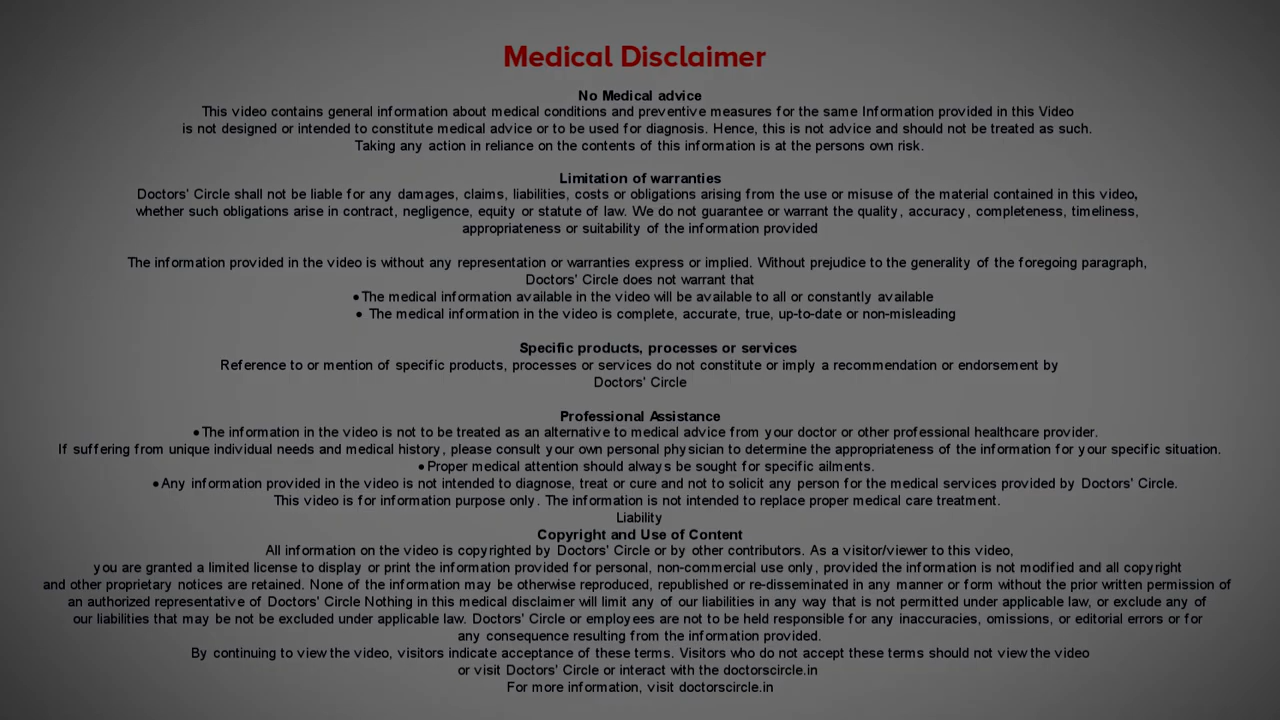 Medical Disclaimer
No Medical advice
This video contains general information about medical conditions and preventive measures for the same Information provided in this Video
is not designed or intended to constitute medical advice or to be used for diagnosis. Hence, this is not advice and should not be treated as such.
Taking any action in reliance on the contents of this information is at the persons own risk.
Limitation of warranties
Doctors' Circle shall not be liable for any damages, claims, liabilities, costs or obligations arising from the use or misuse of the material contained in this video,
whether such obligations arise in contract, negligence, equity or statute of law. We do not guarantee or warrant the quality, accuracy, completeness, timeliness,
appropriateness or suitability of the information provided
The information provided in the video is without any representation or warranties express or implied. Without prejudice to the generality of the foregoing paragraph,
Doctors' Circle does not warrant that
•The medical information available in the video will be available to all or constantly available
• The medical information in the video is complete, accurate, true, up-to-date or non-misleading
Specific products, processes or services
Reference to or mention of specific products, processes or services do not constitute or imply a recommendation or endorsement by
Doctors' Circle
Professional Assistance
•The information in the video is not to be treated as an alternative to medical advice from your doctor or other professional healthcare provider.
If suffering from unique individual needs and medical history, please consult your own personal physician to determine the appropriateness of the information for your specific situation.
•Proper medical attention should always be sought for specific ailments.
•Any information provided in the video is not intended to diagnose, treat or cure and not to solicit any person for the medical services provided by Doctors' Circle.
This video is for information purpose only. The information is not intended to replace proper medical care treatment.
Liability
Copyright and Use of Content
All information on the video is copyrighted by Doctors' Circle or by other contributors. As a visitor/viewer to this video,
you are granted a limited license to display or print the information provided for personal, non-commercial use only, provided the information is not modified and all copyright
and other proprietary notices are retained. None of the information may be otherwise reproduced, republished or re-disseminated in any manner or form without the prior written permission of
an authorized representative of Doctors' Circle Nothing in this medical disclaimer will limit any of our liabilities in any way that is not permitted under applicable law, or exclude any of
our liabilities that may be not be excluded under applicable law. Doctors' Circle or employees are not to be held responsible for any inaccuracies, omissions, or editorial errors or for
any consequence resulting from the information provided.
By continuing to view the video, visitors indicate acceptance of these terms. Visitors who do not accept these terms should not view the video
or visit Doctors' Circle or interact with the doctorscircle.in
For more information, visit doctorscircle.in